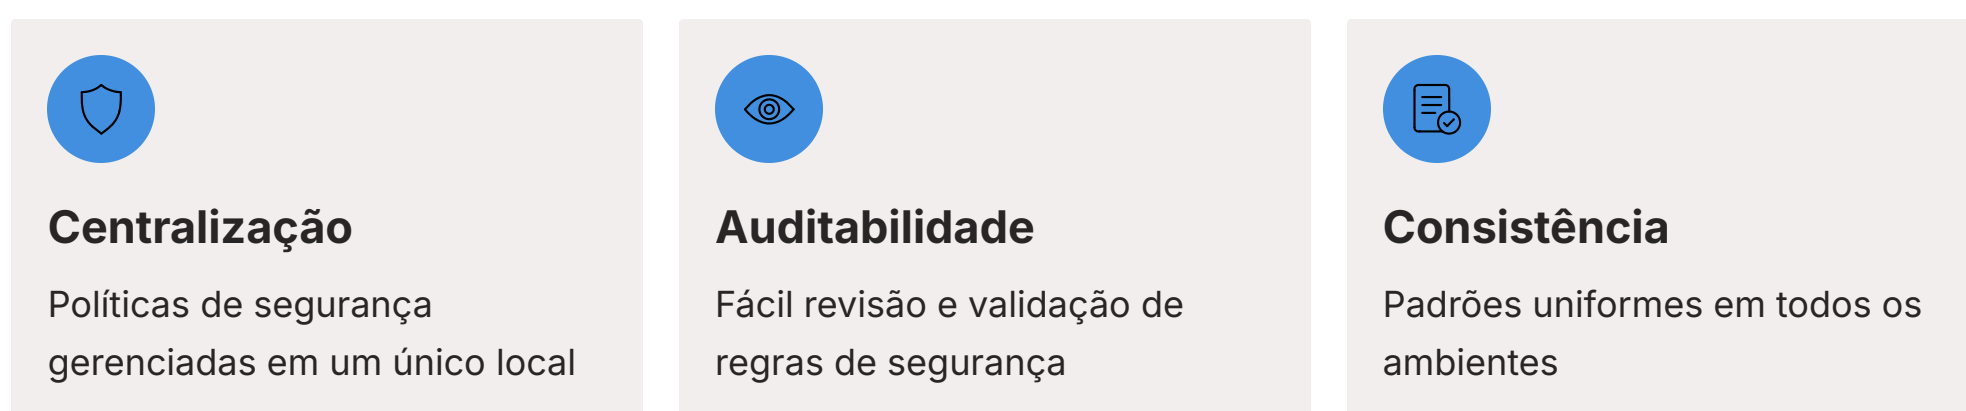 Centralização
Políticas de segurança
gerenciadas em um único local
Auditabilidade
Fácil revisão e validação de
regras de segurança
Consistência
Padrões uniformes em todos os
ambientes